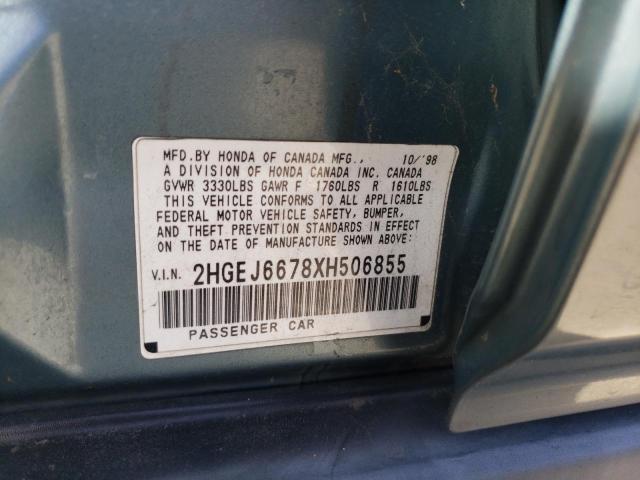 MFD.BY HONDA OF CANADA MFG., 10/'98
A DIVISION OF HONDA CANADA INC. CANADA
GVWR 3330LBS GAWR F 1760LBS R 1610LBS
THIS VEHICLE CONFORMS TO ALL APPLICABLE
FEDERAL MOTOR VEHICLE SAFETY, BUMPER,
AND THEFT PREVENTION STANDARDS IN EFFECT
ON THE DATE OF MANUFACTURE SHOWN ABOVE:
V.I.N. 2HGEJ6678XH506855
PASSENGER CAR